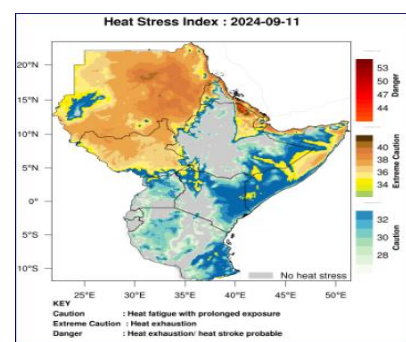 Heat Stress Index : 2024-09-11
20°N
15°N
10°N
5°N
0°
5°S
10°S
25°E 30°E 35°E 40°E 45°E 50°E
No heat stress
53
50
47
44
Danger
40
38
36
34
Extreme Caution
32
30
28
Caution
KEY
Caution : Heat fatigue with prolonged exposure
Extreme Caution : Heat exhaustion
Danger : Heat exhaustion/ heat stroke probable